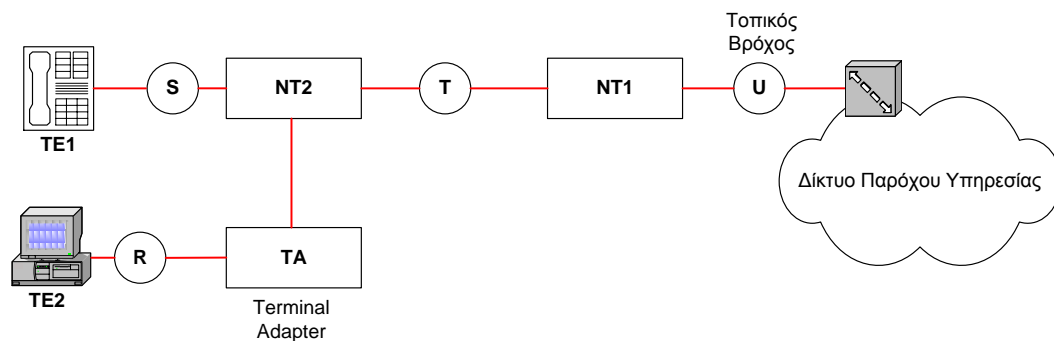 Τοπικός
Βρόχος
S
NT2
T
NT1
U
TE1
Δίκτυο Παρόχου Υπηρεσίας
R
TA
TE2
Terminal
Adapter